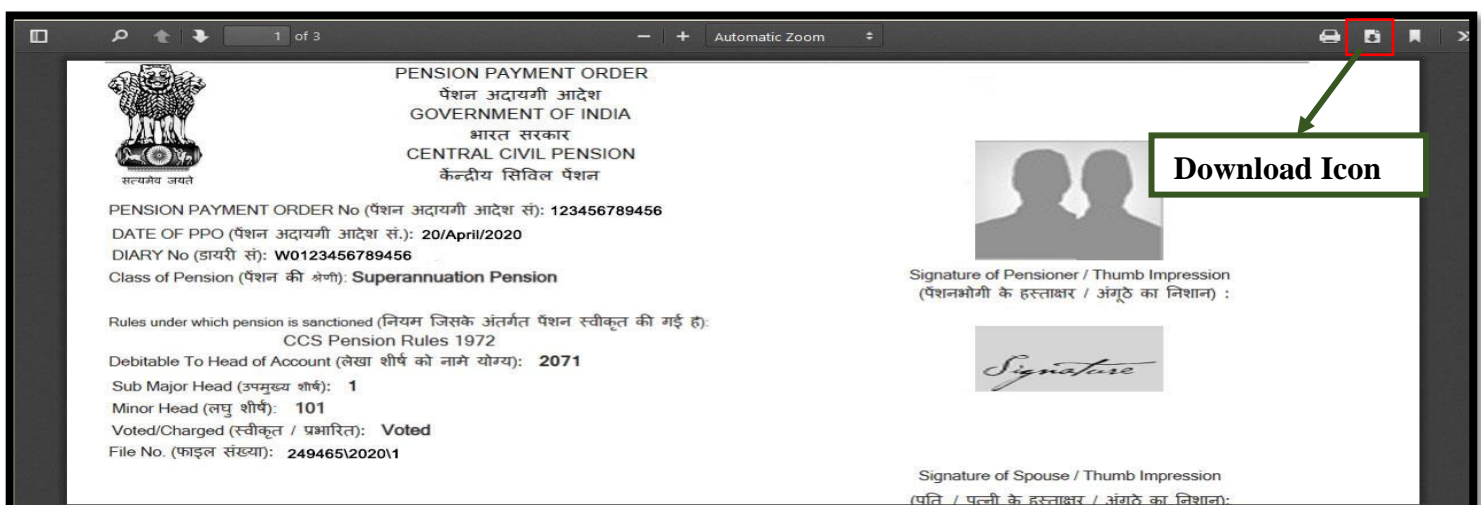 1 of 3
Automatic Zoom
PENSION PAYMENT ORDER
पेंशन अदायगी आदेश
GOVERNMENT OF INDIA
भारत सरकार
CENTRAL CIVIL PENSION
केन्द्रीय सिविल पेंशन
सत्यमेव जयते
Download Icon
PENSION PAYMENT ORDER No (पेंशन अदायगी आदेश सं): 123456789456
DATE OF PPO (पेंशन अदायगी आदेश सं.): 20/April/2020
DIARY No (डायरी सं): W0123456789456
Class of Pension (पेंशन की श्रेणी): Superannuation Pension
Signature of Pensioner / Thumb Impression
(पेंशनभोगी के हस्ताक्षर / अंगूठे का निशान) :
Rules under which pension is sanctioned (नियम जिसके अंतर्गत पेंशन स्वीकृत की गई है):
CCS Pension Rules 1972
Debitable To Head of Account (लेखा शीर्ष को नामे योग्य): 2071
Sub Major Head (उपमुख्य शीर्ष): 1
Minor Head (लघु शीर्ष): 101
Voted/Charged (स्वीकृत / प्रभारित): Voted
File No. (फाइल संख्या): 249465\2020\1
Signature
Signature of Spouse / Thumb Impression
(पति / पत्नी के हस्ताक्षर / अंगूठे का निशान):